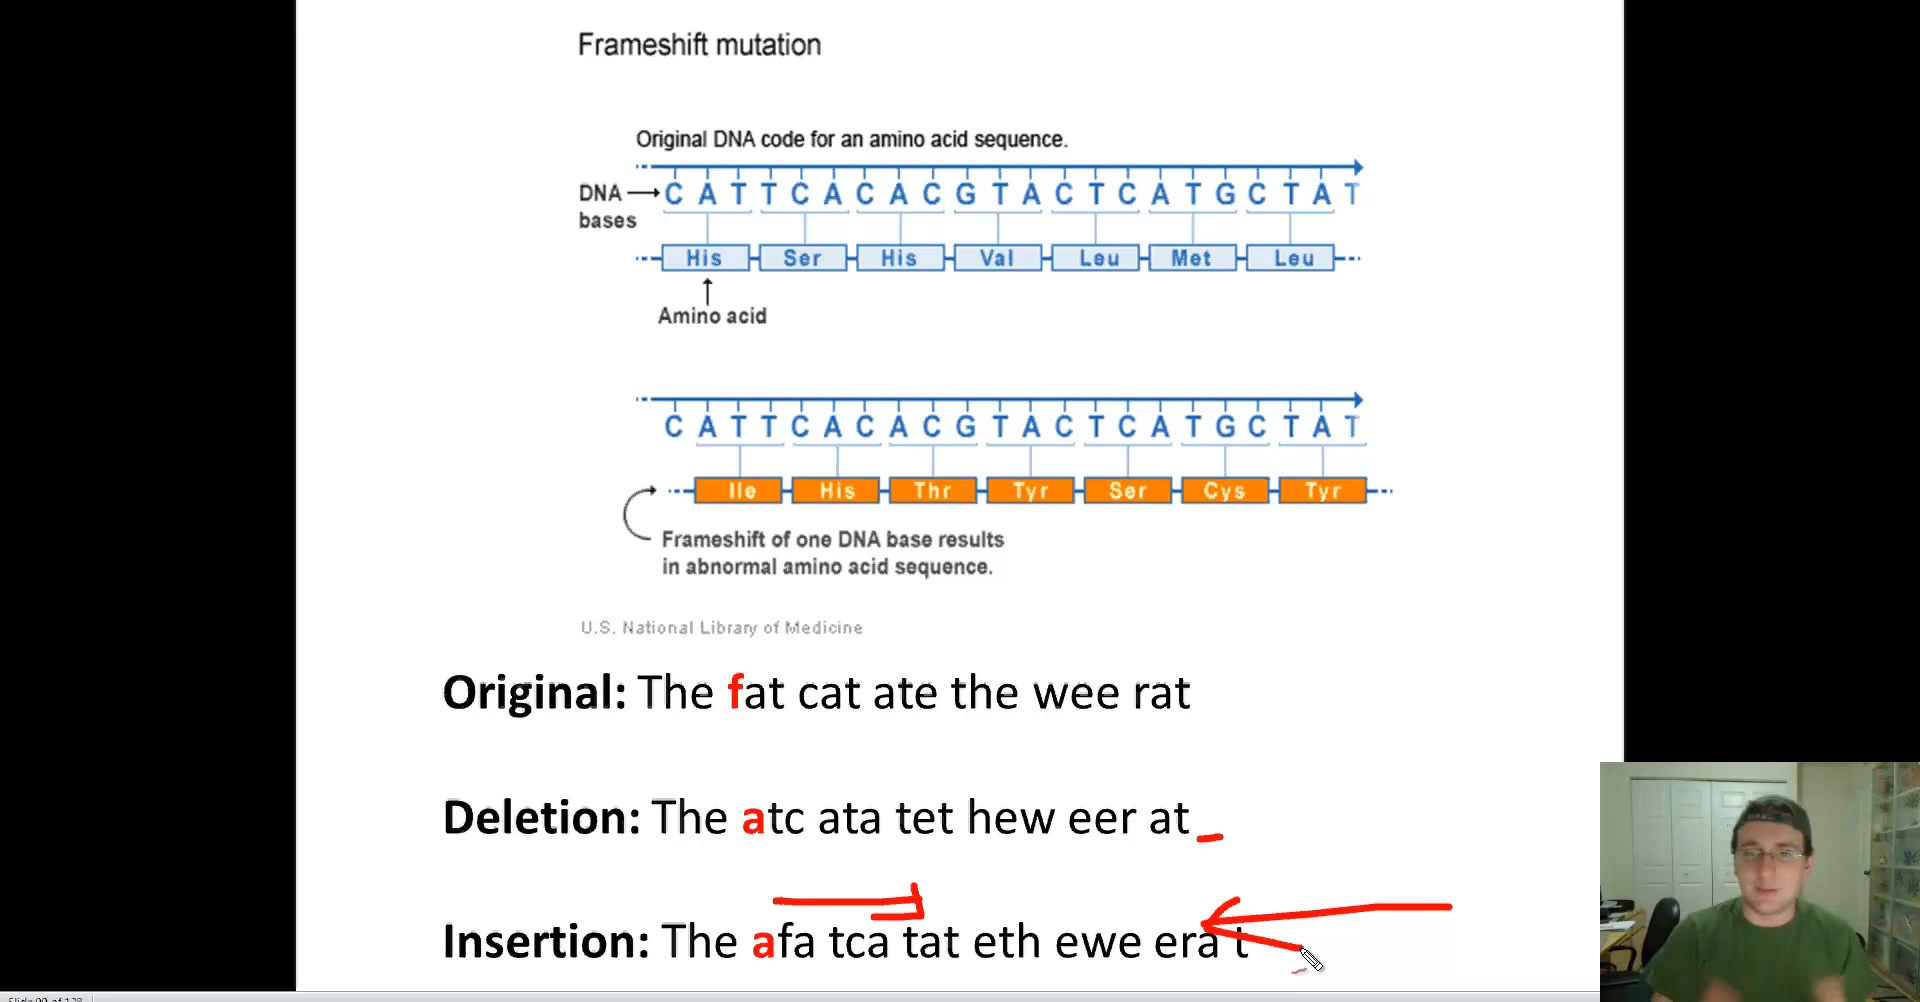 Frameshift mutation
Original DNA code for an amino acid sequence.
DNA bases
C A T T C A C A C G T A C T C A T G C T A T
His Ser His Val Leu Met Leu
Amino acid
C A T T C A C A C G T A C T C A T G C T A T
Ile His Thr Tyr Ser Cys Tyr
Frameshift of one DNA base results
in abnormal amino acid sequence.
U.S. National Library of Medicine
Original: The fat cat ate the wee rat
Deletion: The atc ata tet hew eer at
Insertion: The afa tca tat eth ewe era t